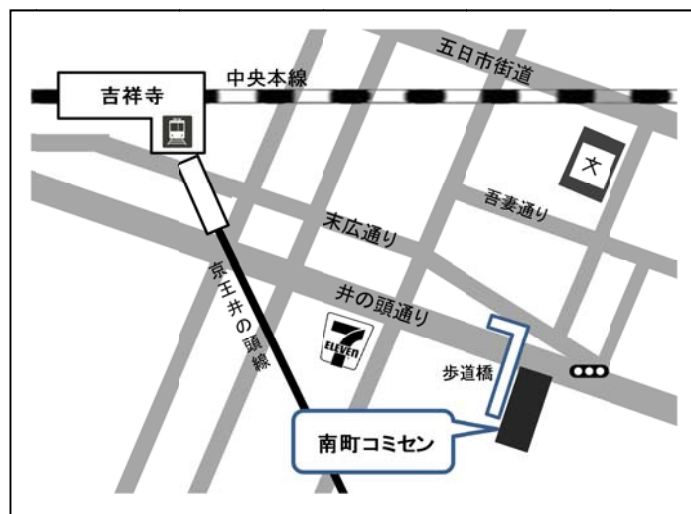 五日市街道
中央本線
吉祥寺
文
吾妻通り
末広通り
京王井の頭線
井の頭通り
7
ELEVEN
歩道橋
南町コミセン